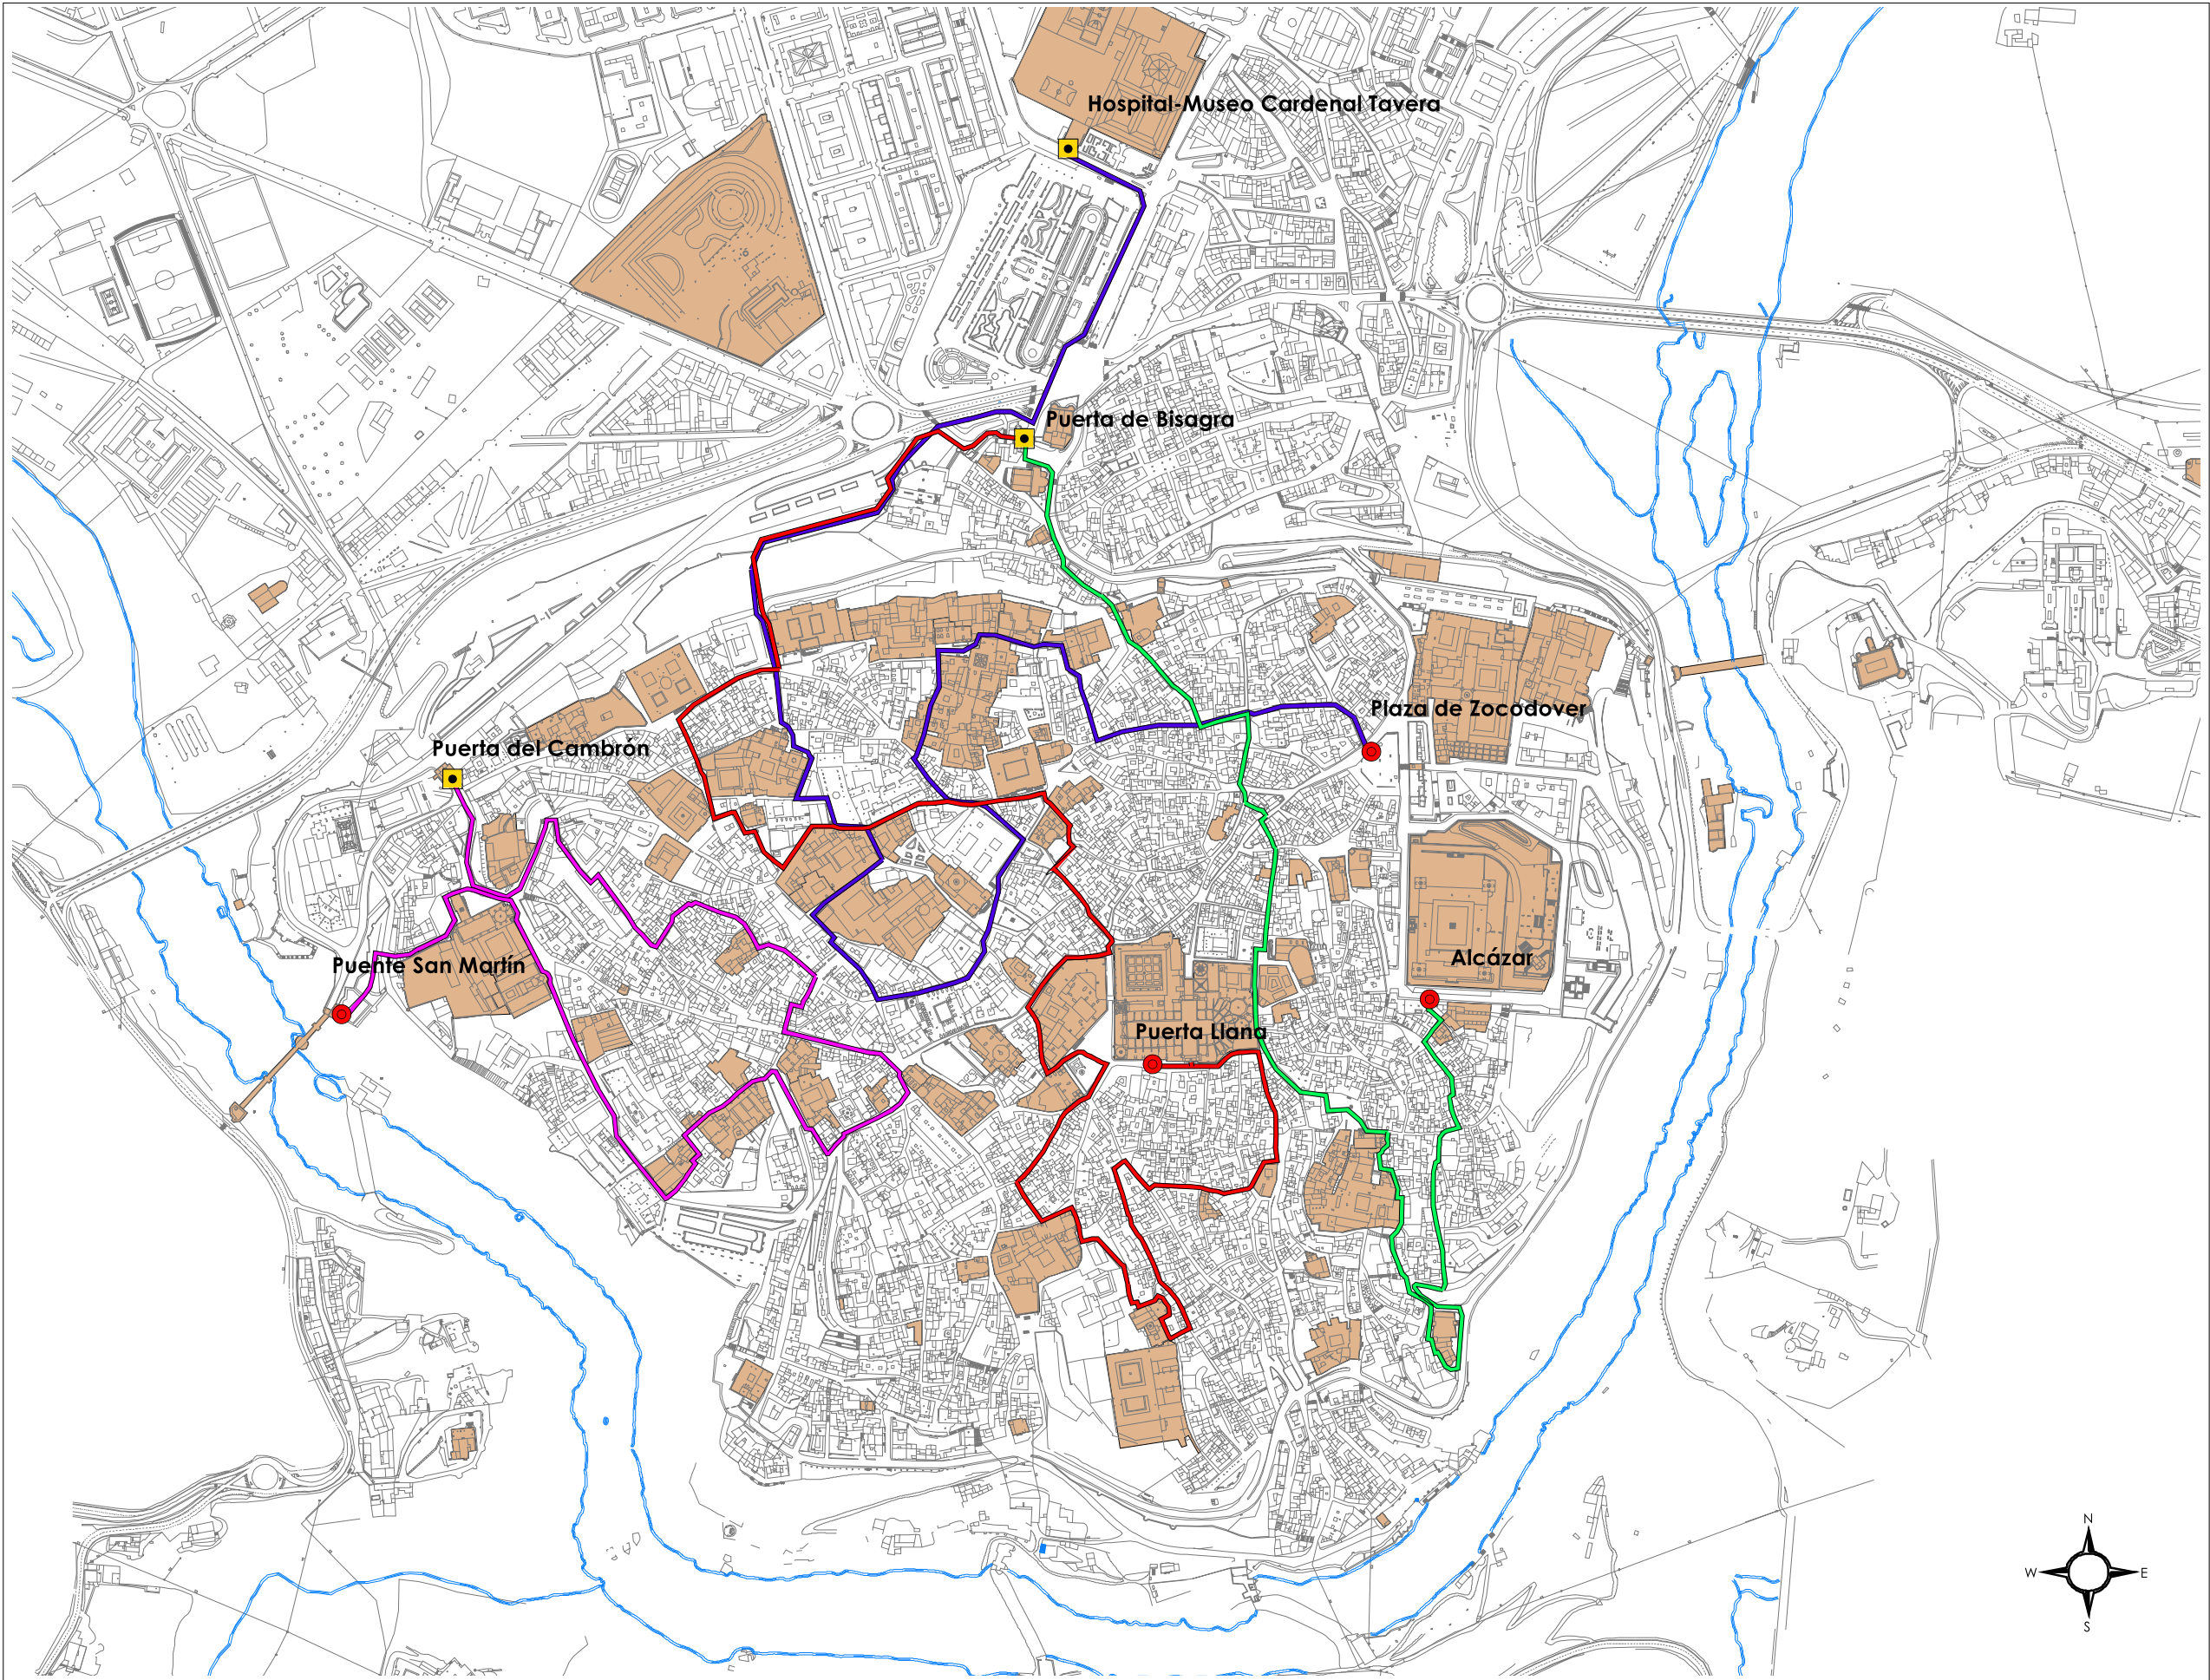 Hospital-Museo Cardenal Tavera
Puerta de Bisagra
Plaza de Zocodover
Puerta del Cambrón
Alcázar
Puente San Martín
Puerta Llana
N
W E
S